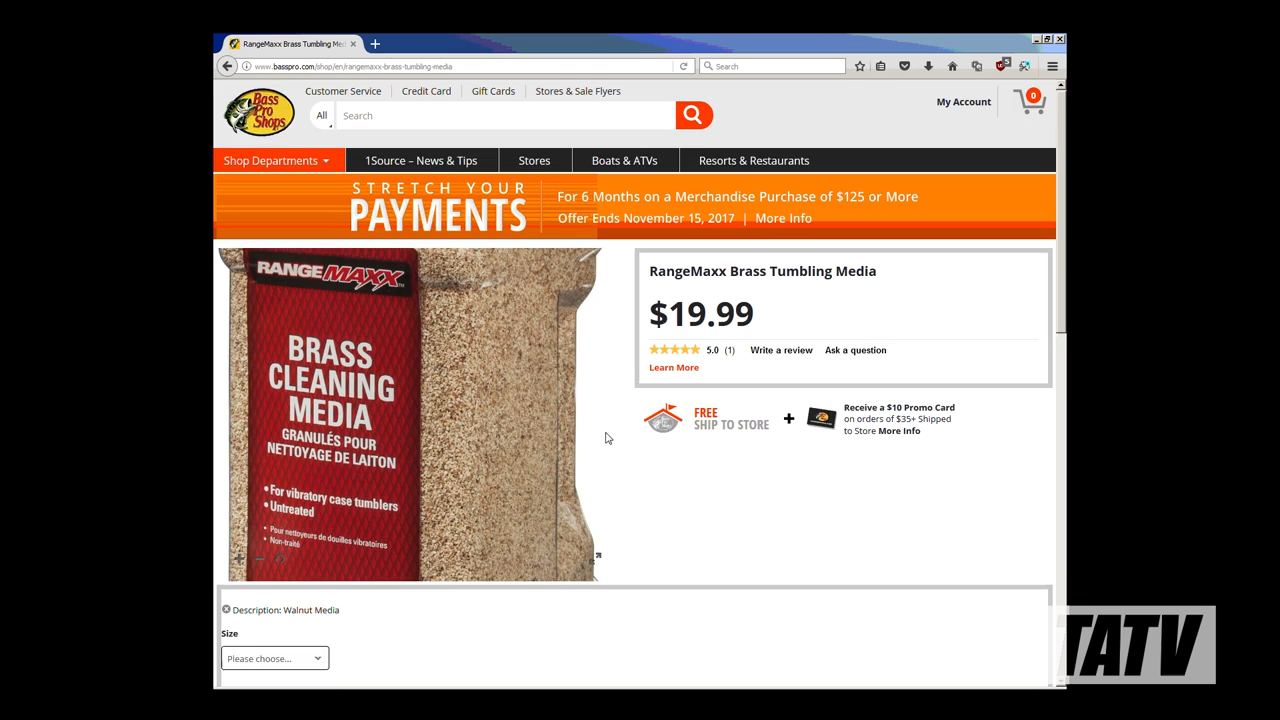 RangeMaxx Brass Tumbling Med
www.basspro.com/shop/en/rangemaxx-brass-tumbling-media
Search
5
Customer Service
Credit Card
Gift Cards
Stores & Sale Flyers
Bass
Pro
Shops
All
Search
My Account
0
Shop Departments
1Source – News & Tips
Stores
Boats & ATVs
Resorts & Restaurants
STRETCH YOUR
PAYMENTS
For 6 Months on a Merchandise Purchase of $125 or More
Offer Ends November 15, 2017 | More Info
RANGEMAXX
BRASS
CLEANING
MEDIA
GRANULÉS POUR
NETTOYAGE DE LAITON
• For vibratory case tumblers
• Untreated
• Pour nettoyeurs de douilles vibratoires
• Non-traité
RangeMaxx Brass Tumbling Media
$19.99
5.0 (1) Write a review Ask a question
Learn More
FREE
SHIP TO STORE
+
Receive a $10 Promo Card
on orders of $35+ Shipped
to Store More Info
Description: Walnut Media
Size
Please choose...
TATV